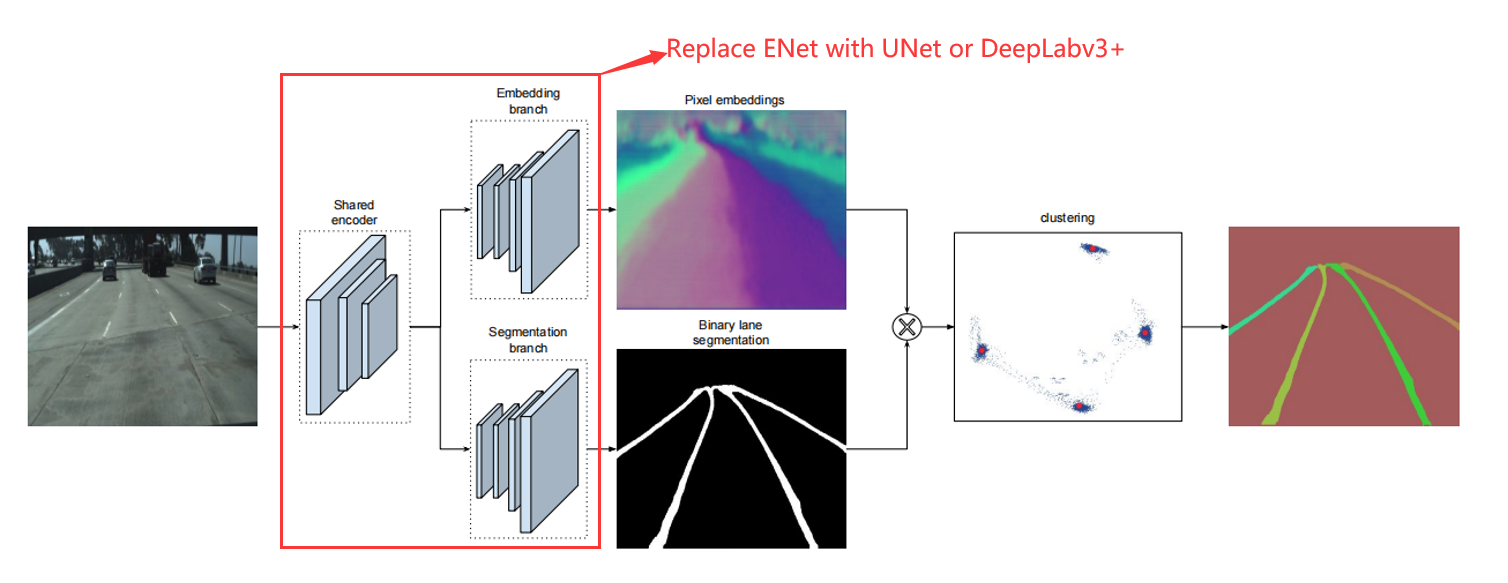 Replace ENet with UNet or DeepLabv3+
Embedding
branch
Pixel embeddings
Shared
encoder
clustering
Segmentation
branch
Binary lane
segmentation